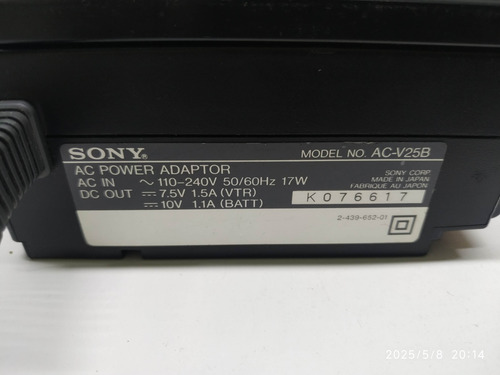 SONY
MODEL NO. AC-V25B
AC POWER ADAPTOR
AC IN ~ 110-240V 50/60Hz 17W
DC OUT ⎓ 7.5V 1.5A (VTR)
⎓ 10V 1.1A (BATT)
SONY CORP.
MADE IN JAPAN
FABRIQUÉ AU JAPON
K076617
2-439-652-01
2025/5/8 20:14